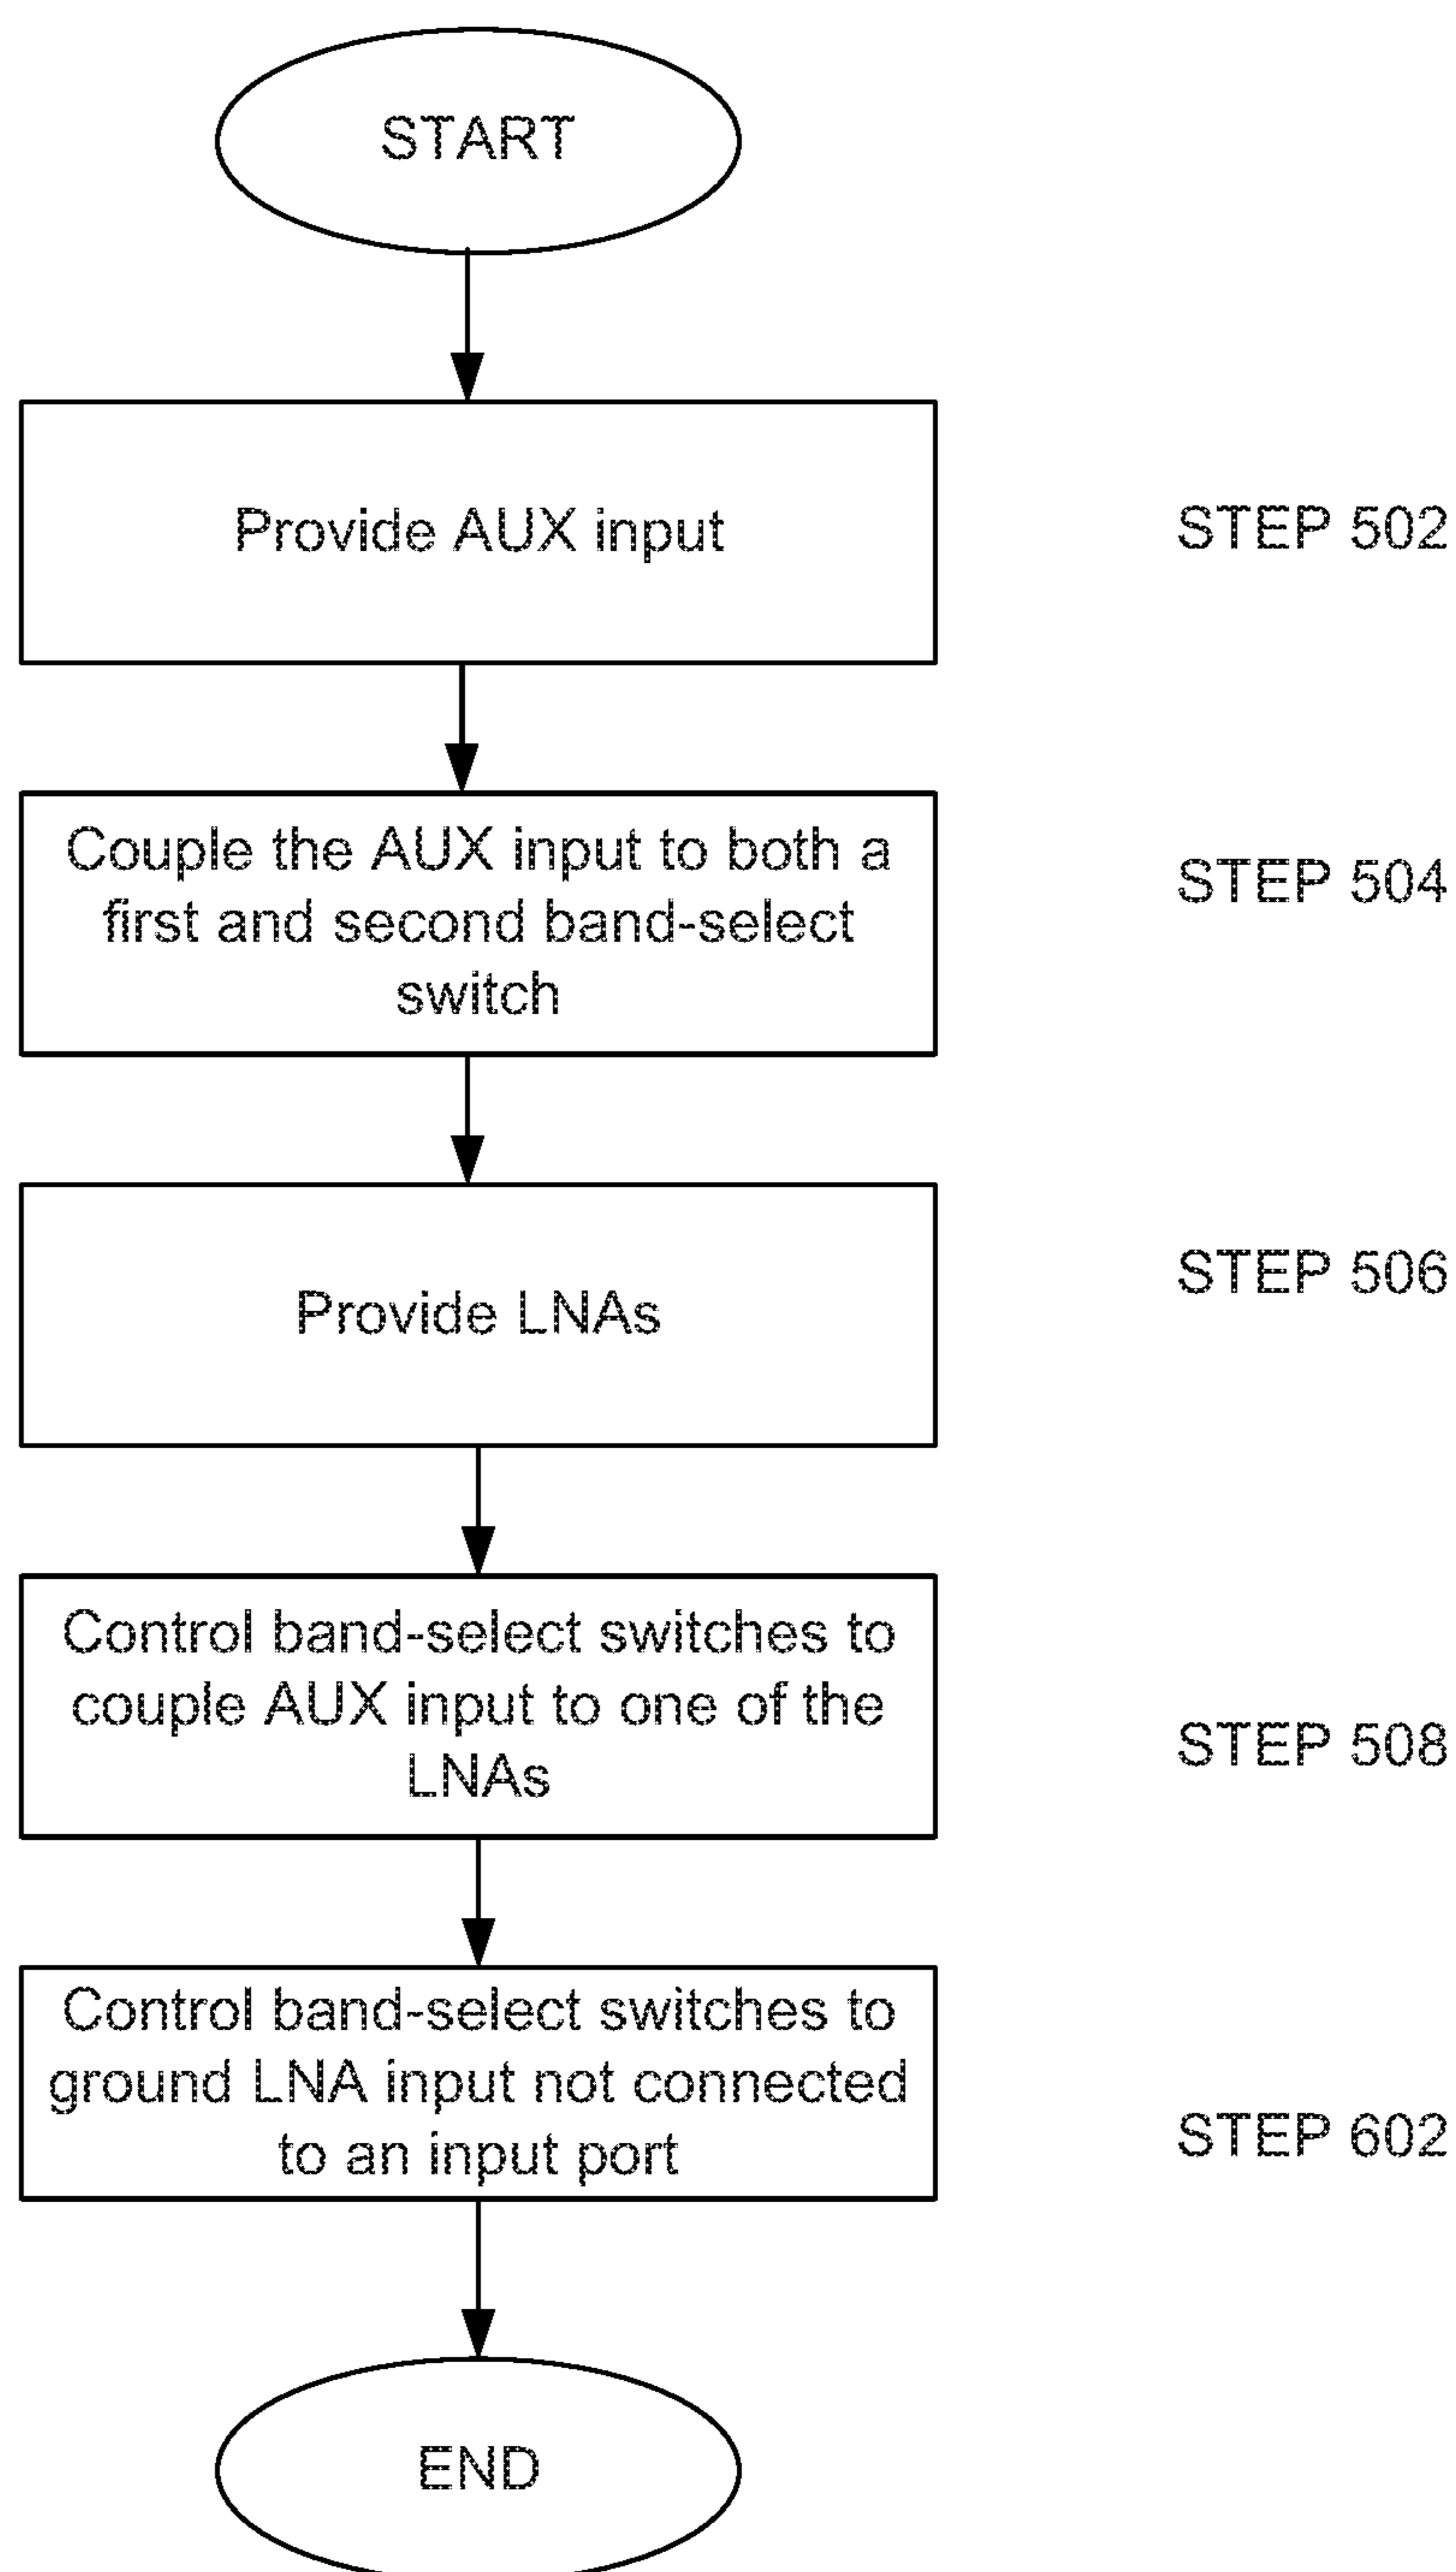 START
Provide AUX input
STEP 502
Couple the AUX input to both a
first and second band-select
switch
STEP 504
Provide LNAs
STEP 506
Control band-select switches to
couple AUX input to one of the
LNAs
STEP 508
Control band-select switches to
ground LNA input not connected
to an input port
STEP 602
END